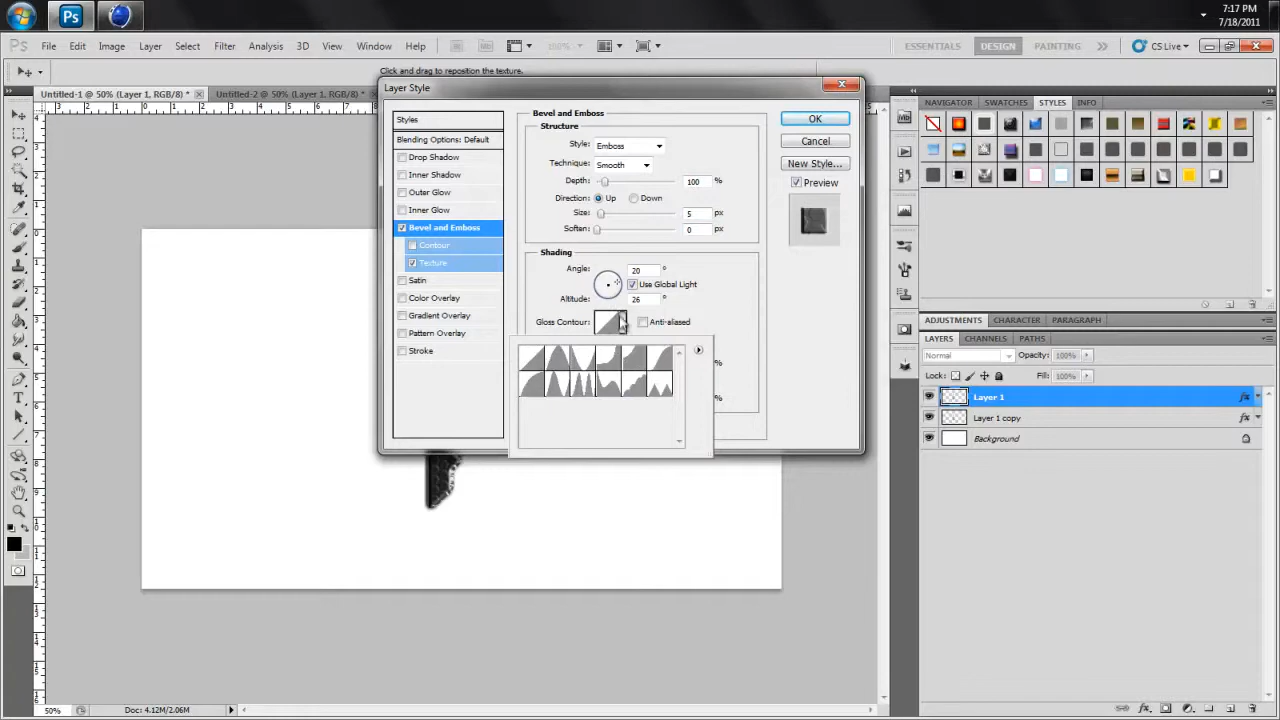 7:17 PM
7/18/2011
Ps
Ps File Edit Image Layer Select Filter Analysis 3D View Window Help
ESSENTIALS DESIGN PAINTING CS Live
Click and drag to reposition the texture.
Untitled-1 @ 50% (Layer 1, RGB/8) *
Untitled-2 @ 50% (Layer 1, RGB/8) *
Layer Style
Styles
Blending Options: Default
Drop Shadow
Inner Shadow
Outer Glow
Inner Glow
Bevel and Emboss
Contour
Texture
Satin
Color Overlay
Gradient Overlay
Pattern Overlay
Stroke
Bevel and Emboss
Structure
Style: Emboss
Technique: Smooth
Depth: 100 %
Direction: Up Down
Size: 5 px
Soften: 0 px
Shading
Angle: 20 °
Use Global Light
Altitude: 26 °
Gloss Contour: Anti-aliased
%
%
OK
Cancel
New Style...
Preview
NAVIGATOR SWATCHES STYLES INFO
ADJUSTMENTS CHARACTER PARAGRAPH
LAYERS CHANNELS PATHS
Normal Opacity: 100%
Lock: Fill: 100%
Layer 1 fx
Layer 1 copy fx
Background
50% Doc: 4.12M/2.06M